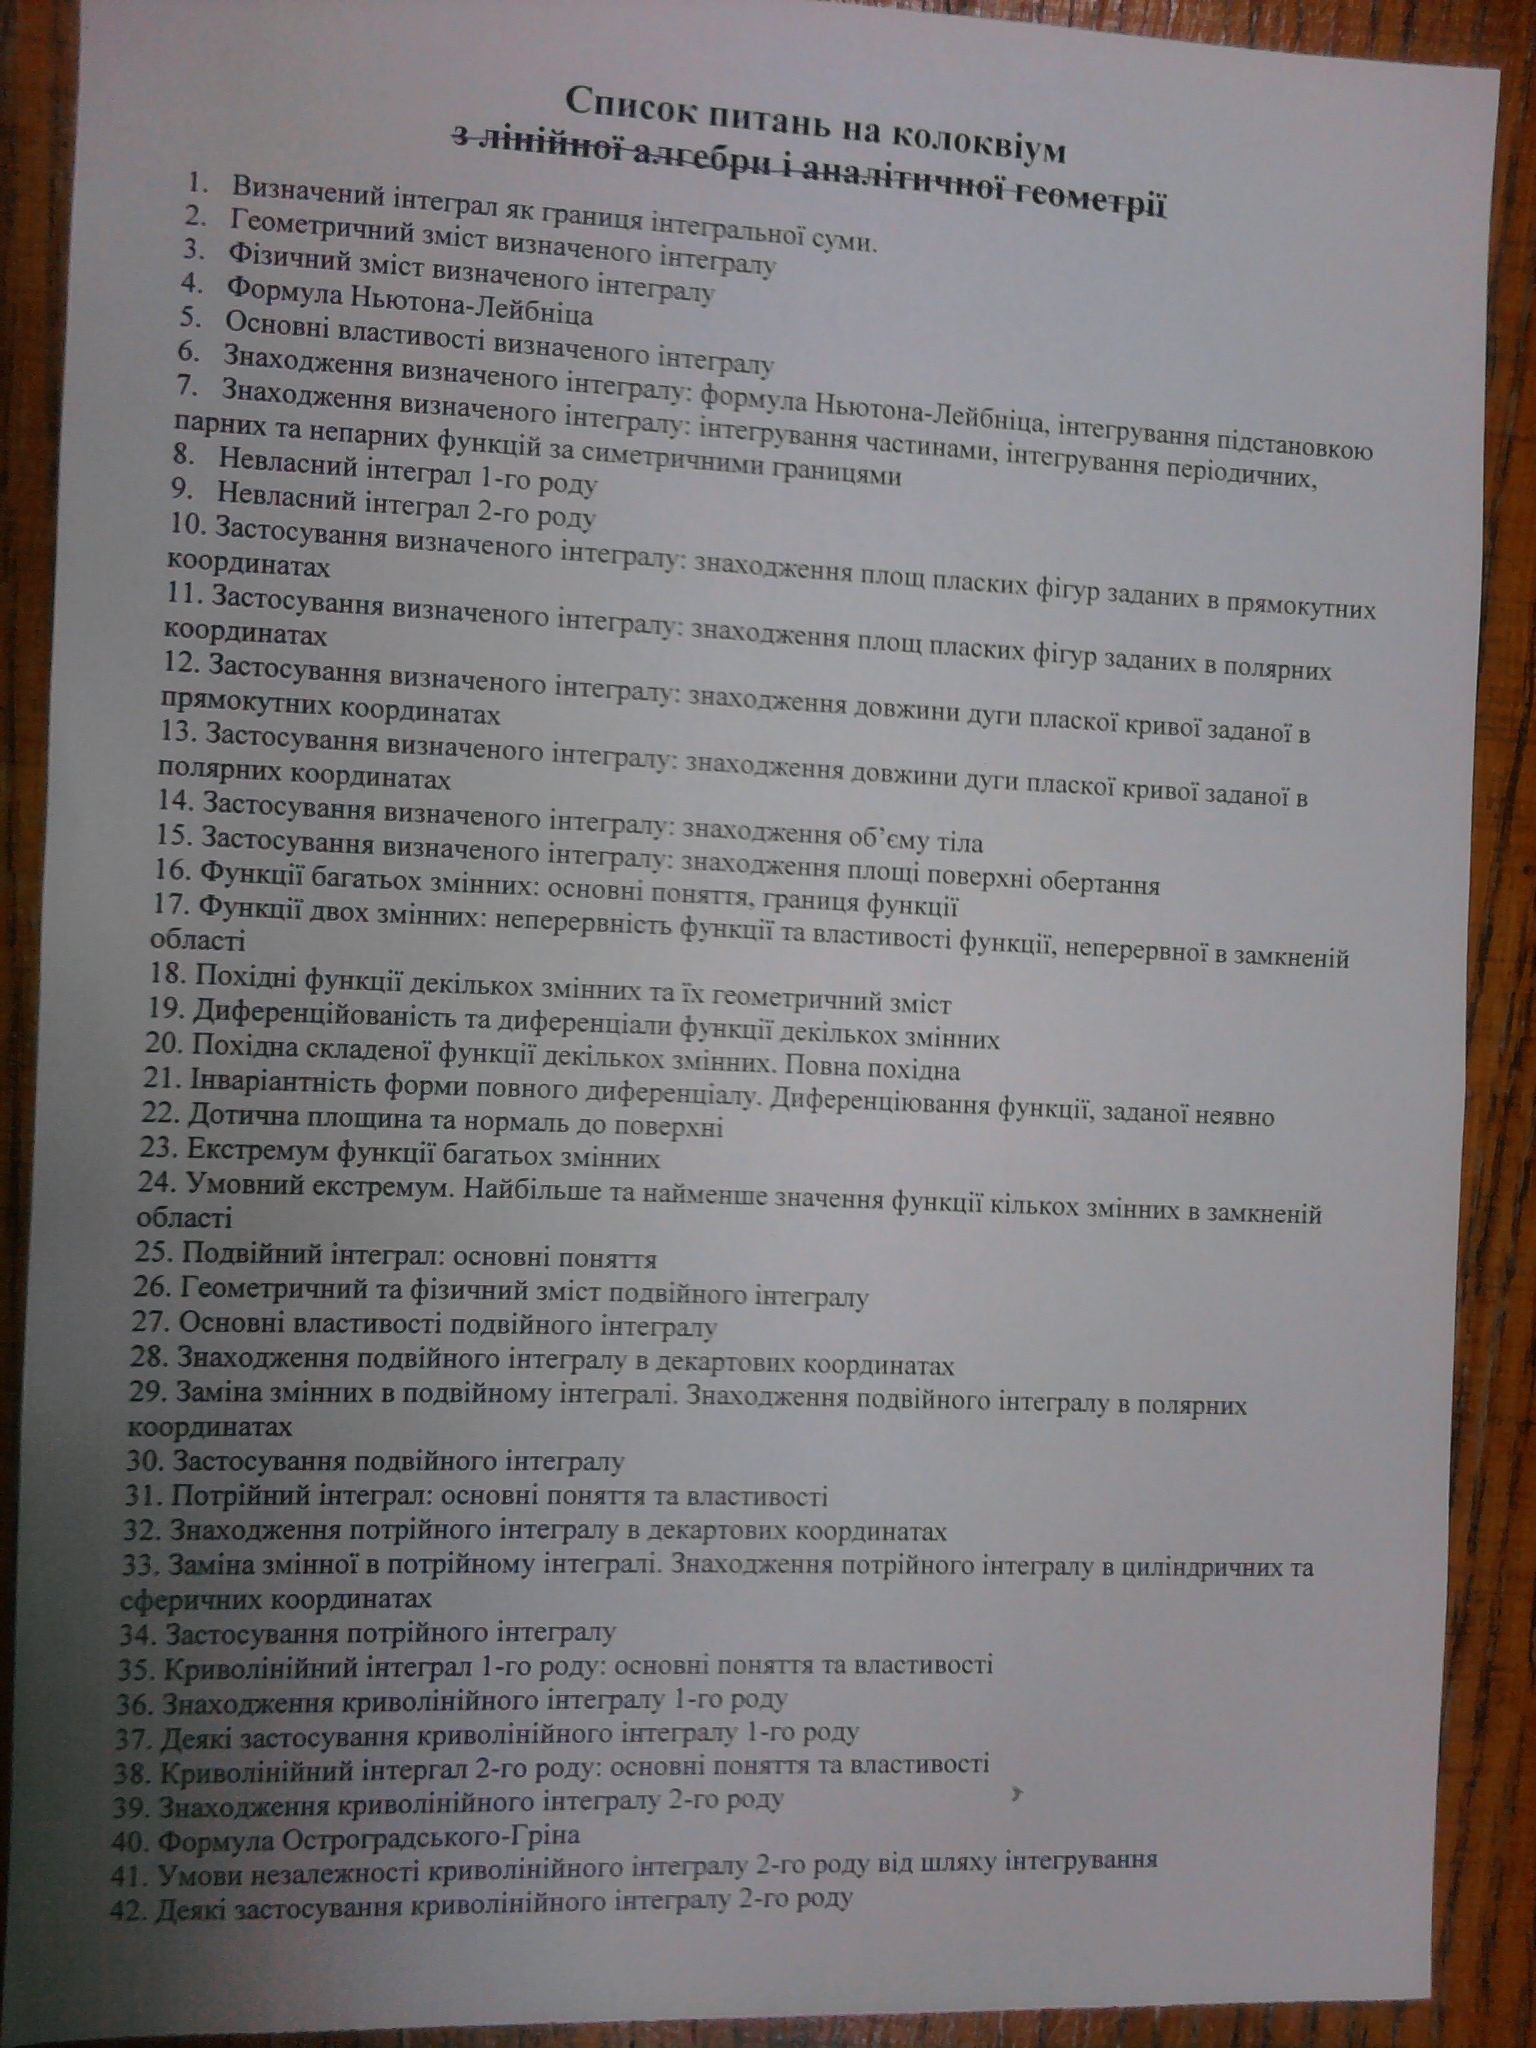 Список питань на колоквіум
з лінійної алгебри і аналітичної геометрії
1. Визначений інтеграл як границя інтегральної суми.
2. Геометричний зміст визначеного інтегралу
3. Фізичний зміст визначеного інтегралу
4. Формула Ньютона-Лейбніца
5. Основні властивості визначеного інтегралу
6. Знаходження визначеного інтегралу: формула Ньютона-Лейбніца, інтегрування підстановкою
7. Знаходження визначеного інтегралу: інтегрування частинами, інтегрування періодичних,
парних та непарних функцій за симетричними границями
8. Невласний інтеграл 1-го роду
9. Невласний інтеграл 2-го роду
10. Застосування визначеного інтегралу: знаходження площ пласких фігур заданих в прямокутних
координатах
11. Застосування визначеного інтегралу: знаходження площ пласких фігур заданих в полярних
координатах
12. Застосування визначеного інтегралу: знаходження довжини дуги пласкої кривої заданої в
прямокутних координатах
13. Застосування визначеного інтегралу: знаходження довжини дуги пласкої кривої заданої в
полярних координатах
14. Застосування визначеного інтегралу: знаходження об’єму тіла
15. Застосування визначеного інтегралу: знаходження площі поверхні обертання
16. Функції багатьох змінних: основні поняття, границя функції
17. Функції двох змінних: неперервність функції та властивості функції, неперервної в замкненій
області
18. Похідні функції декількох змінних та їх геометричний зміст
19. Диференційованість та диференціали функції декількох змінних
20. Похідна складеної функції декількох змінних. Повна похідна
21. Інваріантність форми повного диференціалу. Диференціювання функції, заданої неявно
22. Дотична площина та нормаль до поверхні
23. Екстремум функції багатьох змінних
24. Умовний екстремум. Найбільше та найменше значення функції кількох змінних в замкненій
області
25. Подвійний інтеграл: основні поняття
26. Геометричний та фізичний зміст подвійного інтегралу
27. Основні властивості подвійного інтегралу
28. Знаходження подвійного інтегралу в декартових координатах
29. Заміна змінних в подвійному інтегралі. Знаходження подвійного інтегралу в полярних
координатах
30. Застосування подвійного інтегралу
31. Потрійний інтеграл: основні поняття та властивості
32. Знаходження потрійного інтегралу в декартових координатах
33. Заміна змінної в потрійному інтегралі. Знаходження потрійного інтегралу в циліндричних та
сферичних координатах
34. Застосування потрійного інтегралу
35. Криволінійний інтеграл 1-го роду: основні поняття та властивості
36. Знаходження криволінійного інтегралу 1-го роду
37. Деякі застосування криволінійного інтегралу 1-го роду
38. Криволінійний інтергал 2-го роду: основні поняття та властивості
39. Знаходження криволінійного інтегралу 2-го роду
40. Формула Остроградського-Гріна
41. Умови незалежності криволінійного інтегралу 2-го роду від шляху інтегрування
42. Деякі застосування криволінійного інтегралу 2-го роду